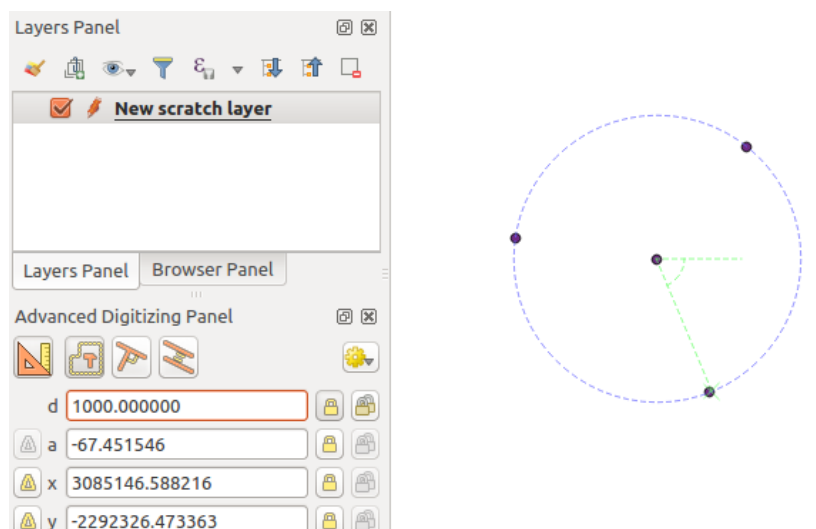 Layers Panel
ε
New scratch layer
Layers Panel Browser Panel
Advanced Digitizing Panel
d 1000.000000
a -67.451546
x 3085146.588216
y -2292326.473363